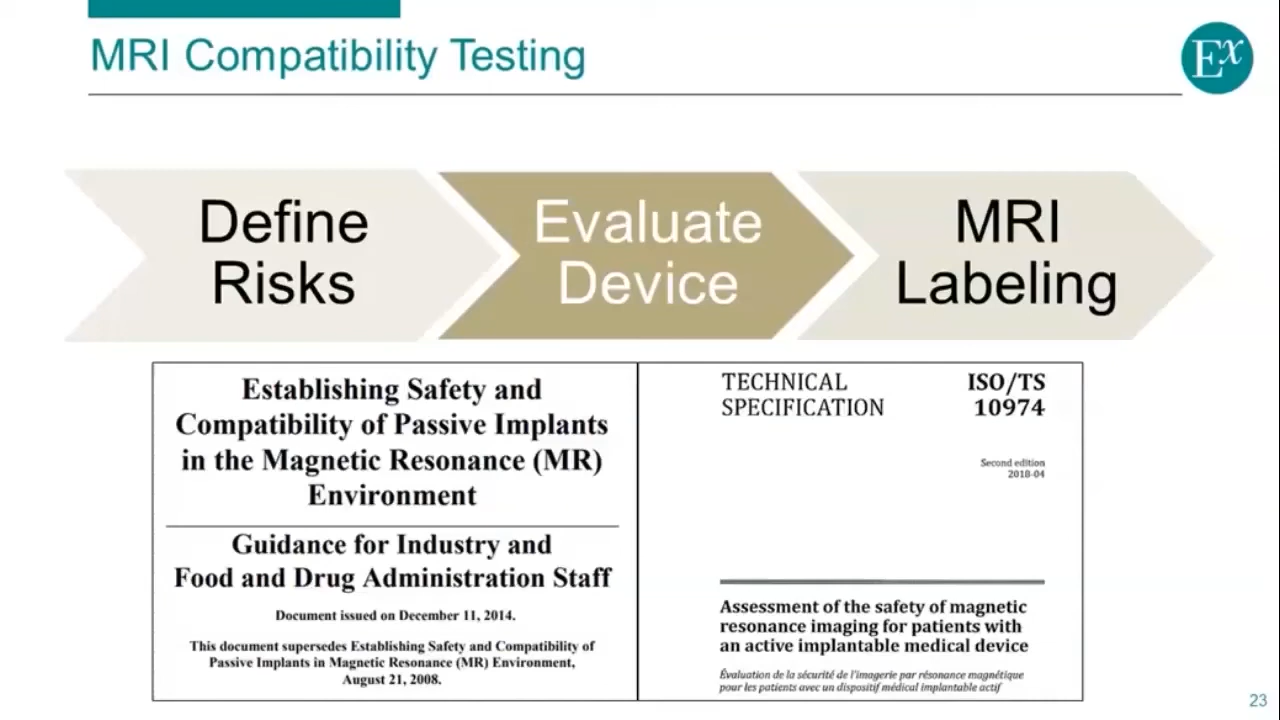 MRI Compatibility Testing
Ex
Define
Risks
Evaluate
Device
MRI
Labeling
Establishing Safety and
Compatibility of Passive Implants
in the Magnetic Resonance (MR)
Environment
Guidance for Industry and
Food and Drug Administration Staff
Document issued on December 11, 2014.
This document supersedes Establishing Safety and Compatibility of
Passive Implants in Magnetic Resonance (MR) Environment,
August 21, 2008.
TECHNICAL
SPECIFICATION
ISO/TS
10974
Second edition
2018-04
Assessment of the safety of magnetic
resonance imaging for patients with
an active implantable medical device
Évaluation de la sécurité de l'imagerie par résonance magnétique
pour les patients avec un dispositif médical implantable actif
23